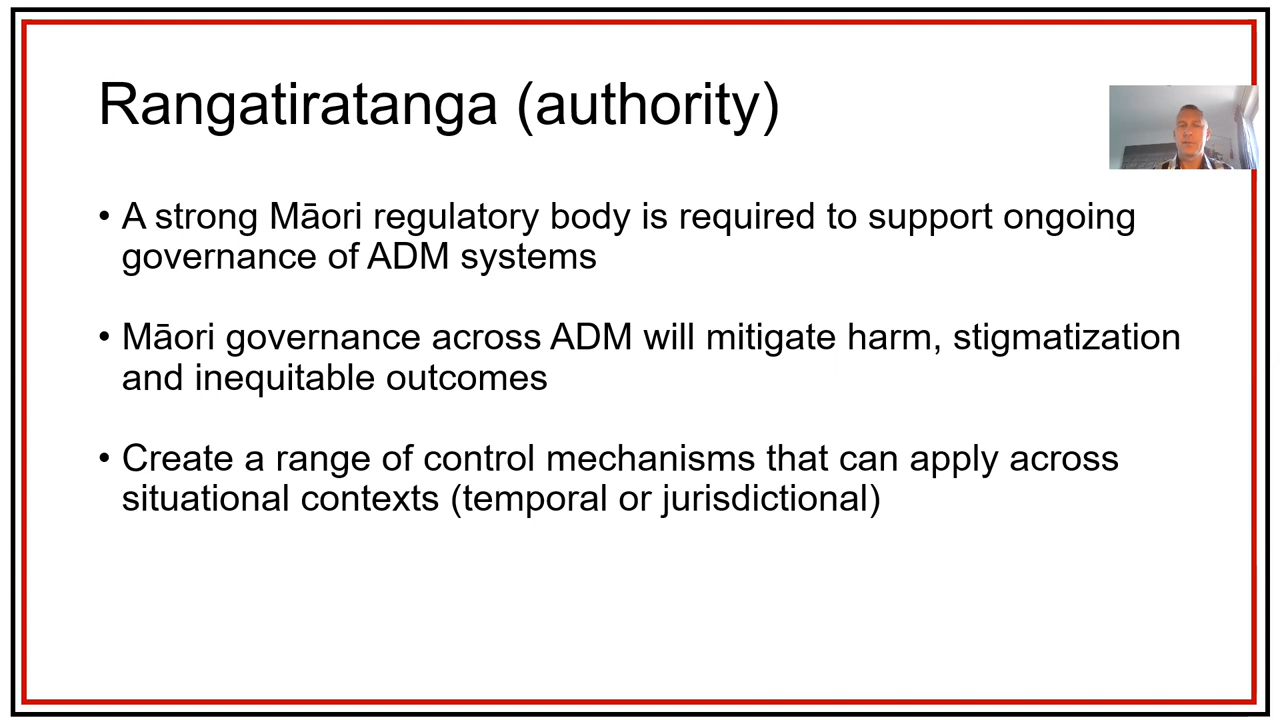 Rangatiratanga (authority)
• A strong Māori regulatory body is required to support ongoing
governance of ADM systems
• Māori governance across ADM will mitigate harm, stigmatization
and inequitable outcomes
• Create a range of control mechanisms that can apply across
situational contexts (temporal or jurisdictional)